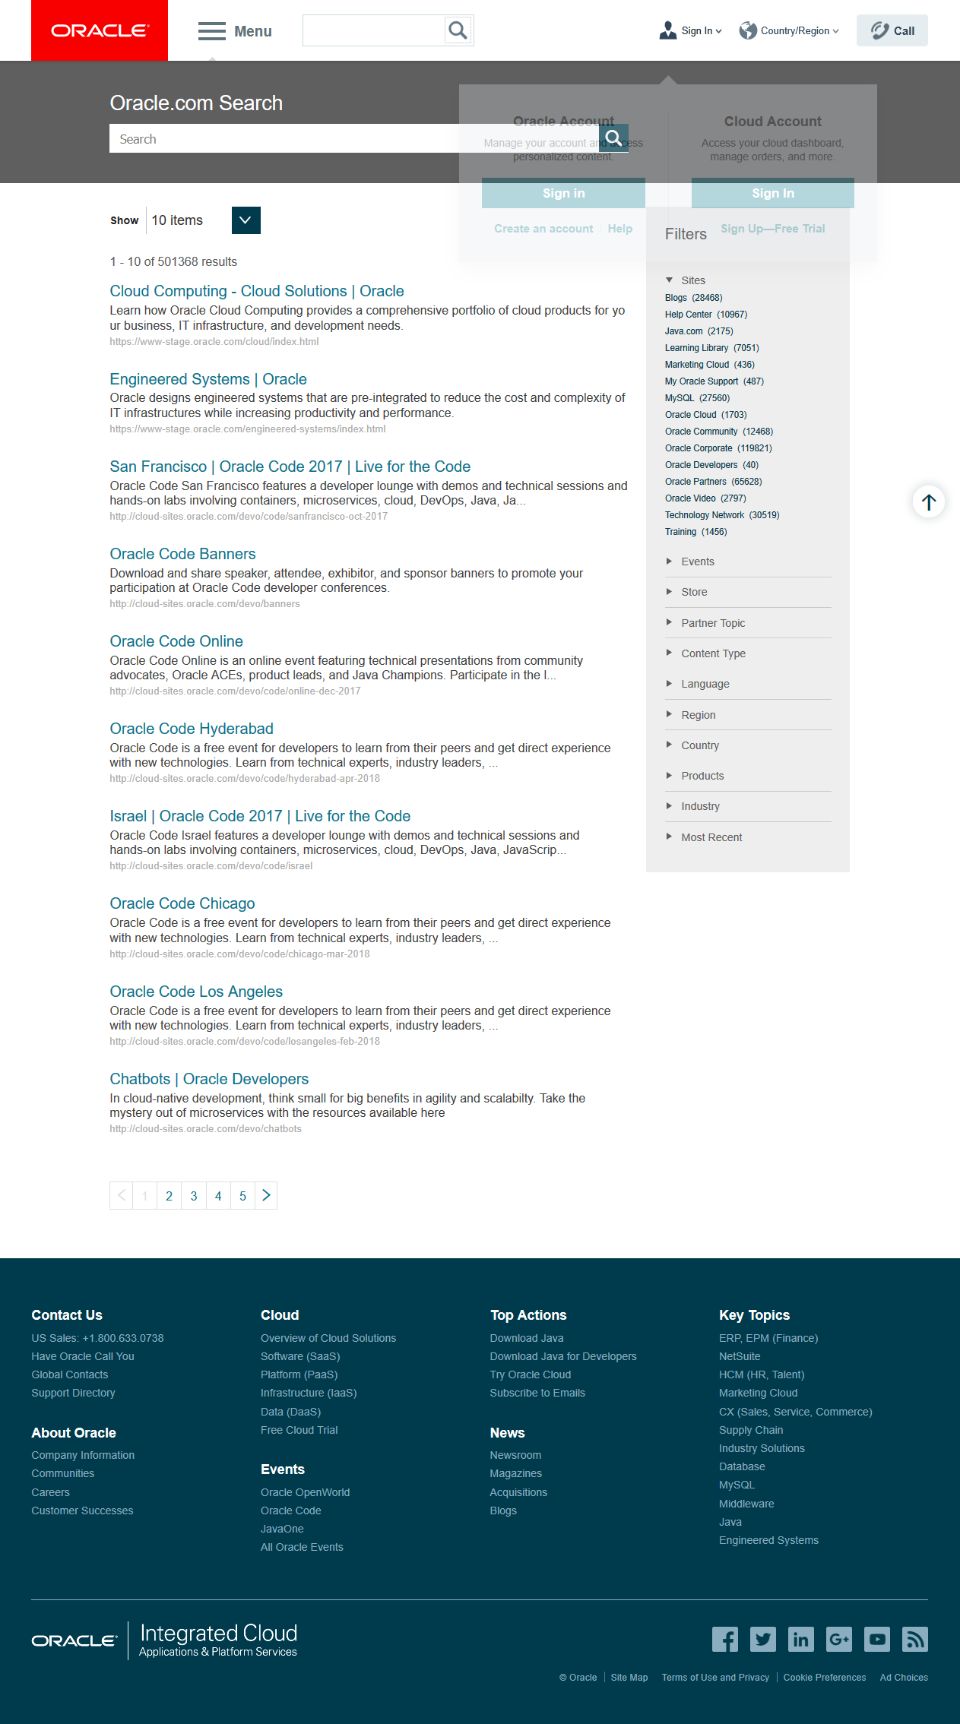 ORACLE
Menu
Sign In
Country/Region
Call
Oracle.com Search
Search
Oracle Account
Manage your account and access
personalized content.
Sign in
Create an account
Help
Cloud Account
Access your cloud dashboard,
manage orders, and more.
Sign In
Sign Up—Free Trial
Show
10 items
1 - 10 of 501368 results
Cloud Computing - Cloud Solutions | Oracle
Learn how Oracle Cloud Computing provides a comprehensive portfolio of cloud products for yo
ur business, IT infrastructure, and development needs.
https://www-stage.oracle.com/cloud/index.html
Engineered Systems | Oracle
Oracle designs engineered systems that are pre-integrated to reduce the cost and complexity of
IT infrastructures while increasing productivity and performance.
https://www-stage.oracle.com/engineered-systems/index.html
San Francisco | Oracle Code 2017 | Live for the Code
Oracle Code San Francisco features a developer lounge with demos and technical sessions and
hands-on labs involving containers, microservices, cloud, DevOps, Java, Ja...
http://cloud-sites.oracle.com/devo/code/sanfrancisco-oct-2017
Oracle Code Banners
Download and share speaker, attendee, exhibitor, and sponsor banners to promote your
participation at Oracle Code developer conferences.
http://cloud-sites.oracle.com/devo/banners
Oracle Code Online
Oracle Code Online is an online event featuring technical presentations from community
advocates, Oracle ACEs, product leads, and Java Champions. Participate in the l...
http://cloud-sites.oracle.com/devo/code/online-dec-2017
Oracle Code Hyderabad
Oracle Code is a free event for developers to learn from their peers and get direct experience
with new technologies. Learn from technical experts, industry leaders, ...
http://cloud-sites.oracle.com/devo/code/hyderabad-apr-2018
Israel | Oracle Code 2017 | Live for the Code
Oracle Code Israel features a developer lounge with demos and technical sessions and
hands-on labs involving containers, microservices, cloud, DevOps, Java, JavaScrip...
http://cloud-sites.oracle.com/devo/code/israel
Oracle Code Chicago
Oracle Code is a free event for developers to learn from their peers and get direct experience
with new technologies. Learn from technical experts, industry leaders, ...
http://cloud-sites.oracle.com/devo/code/chicago-mar-2018
Oracle Code Los Angeles
Oracle Code is a free event for developers to learn from their peers and get direct experience
with new technologies. Learn from technical experts, industry leaders, ...
http://cloud-sites.oracle.com/devo/code/losangeles-feb-2018
Chatbots | Oracle Developers
In cloud-native development, think small for big benefits in agility and scalabilty. Take the
mystery out of microservices with the resources available here
http://cloud-sites.oracle.com/devo/chatbots
1 2 3 4 5
Filters
Sites
Blogs (28468)
Help Center (10967)
Java.com (2175)
Learning Library (7051)
Marketing Cloud (436)
My Oracle Support (487)
MySQL (27560)
Oracle Cloud (1703)
Oracle Community (12468)
Oracle Corporate (119821)
Oracle Developers (40)
Oracle Partners (65628)
Oracle Video (2797)
Technology Network (30519)
Training (1456)
Events
Store
Partner Topic
Content Type
Language
Region
Country
Products
Industry
Most Recent
Contact Us
US Sales: +1.800.633.0738
Have Oracle Call You
Global Contacts
Support Directory
About Oracle
Company Information
Communities
Careers
Customer Successes
Cloud
Overview of Cloud Solutions
Software (SaaS)
Platform (PaaS)
Infrastructure (IaaS)
Data (DaaS)
Free Cloud Trial
Events
Oracle OpenWorld
Oracle Code
JavaOne
All Oracle Events
Top Actions
Download Java
Download Java for Developers
Try Oracle Cloud
Subscribe to Emails
News
Newsroom
Magazines
Acquisitions
Blogs
Key Topics
ERP, EPM (Finance)
NetSuite
HCM (HR, Talent)
Marketing Cloud
CX (Sales, Service, Commerce)
Supply Chain
Industry Solutions
Database
MySQL
Middleware
Java
Engineered Systems
ORACLE
Integrated Cloud
Applications & Platform Services
© Oracle | Site Map Terms of Use and Privacy | Cookie Preferences Ad Choices